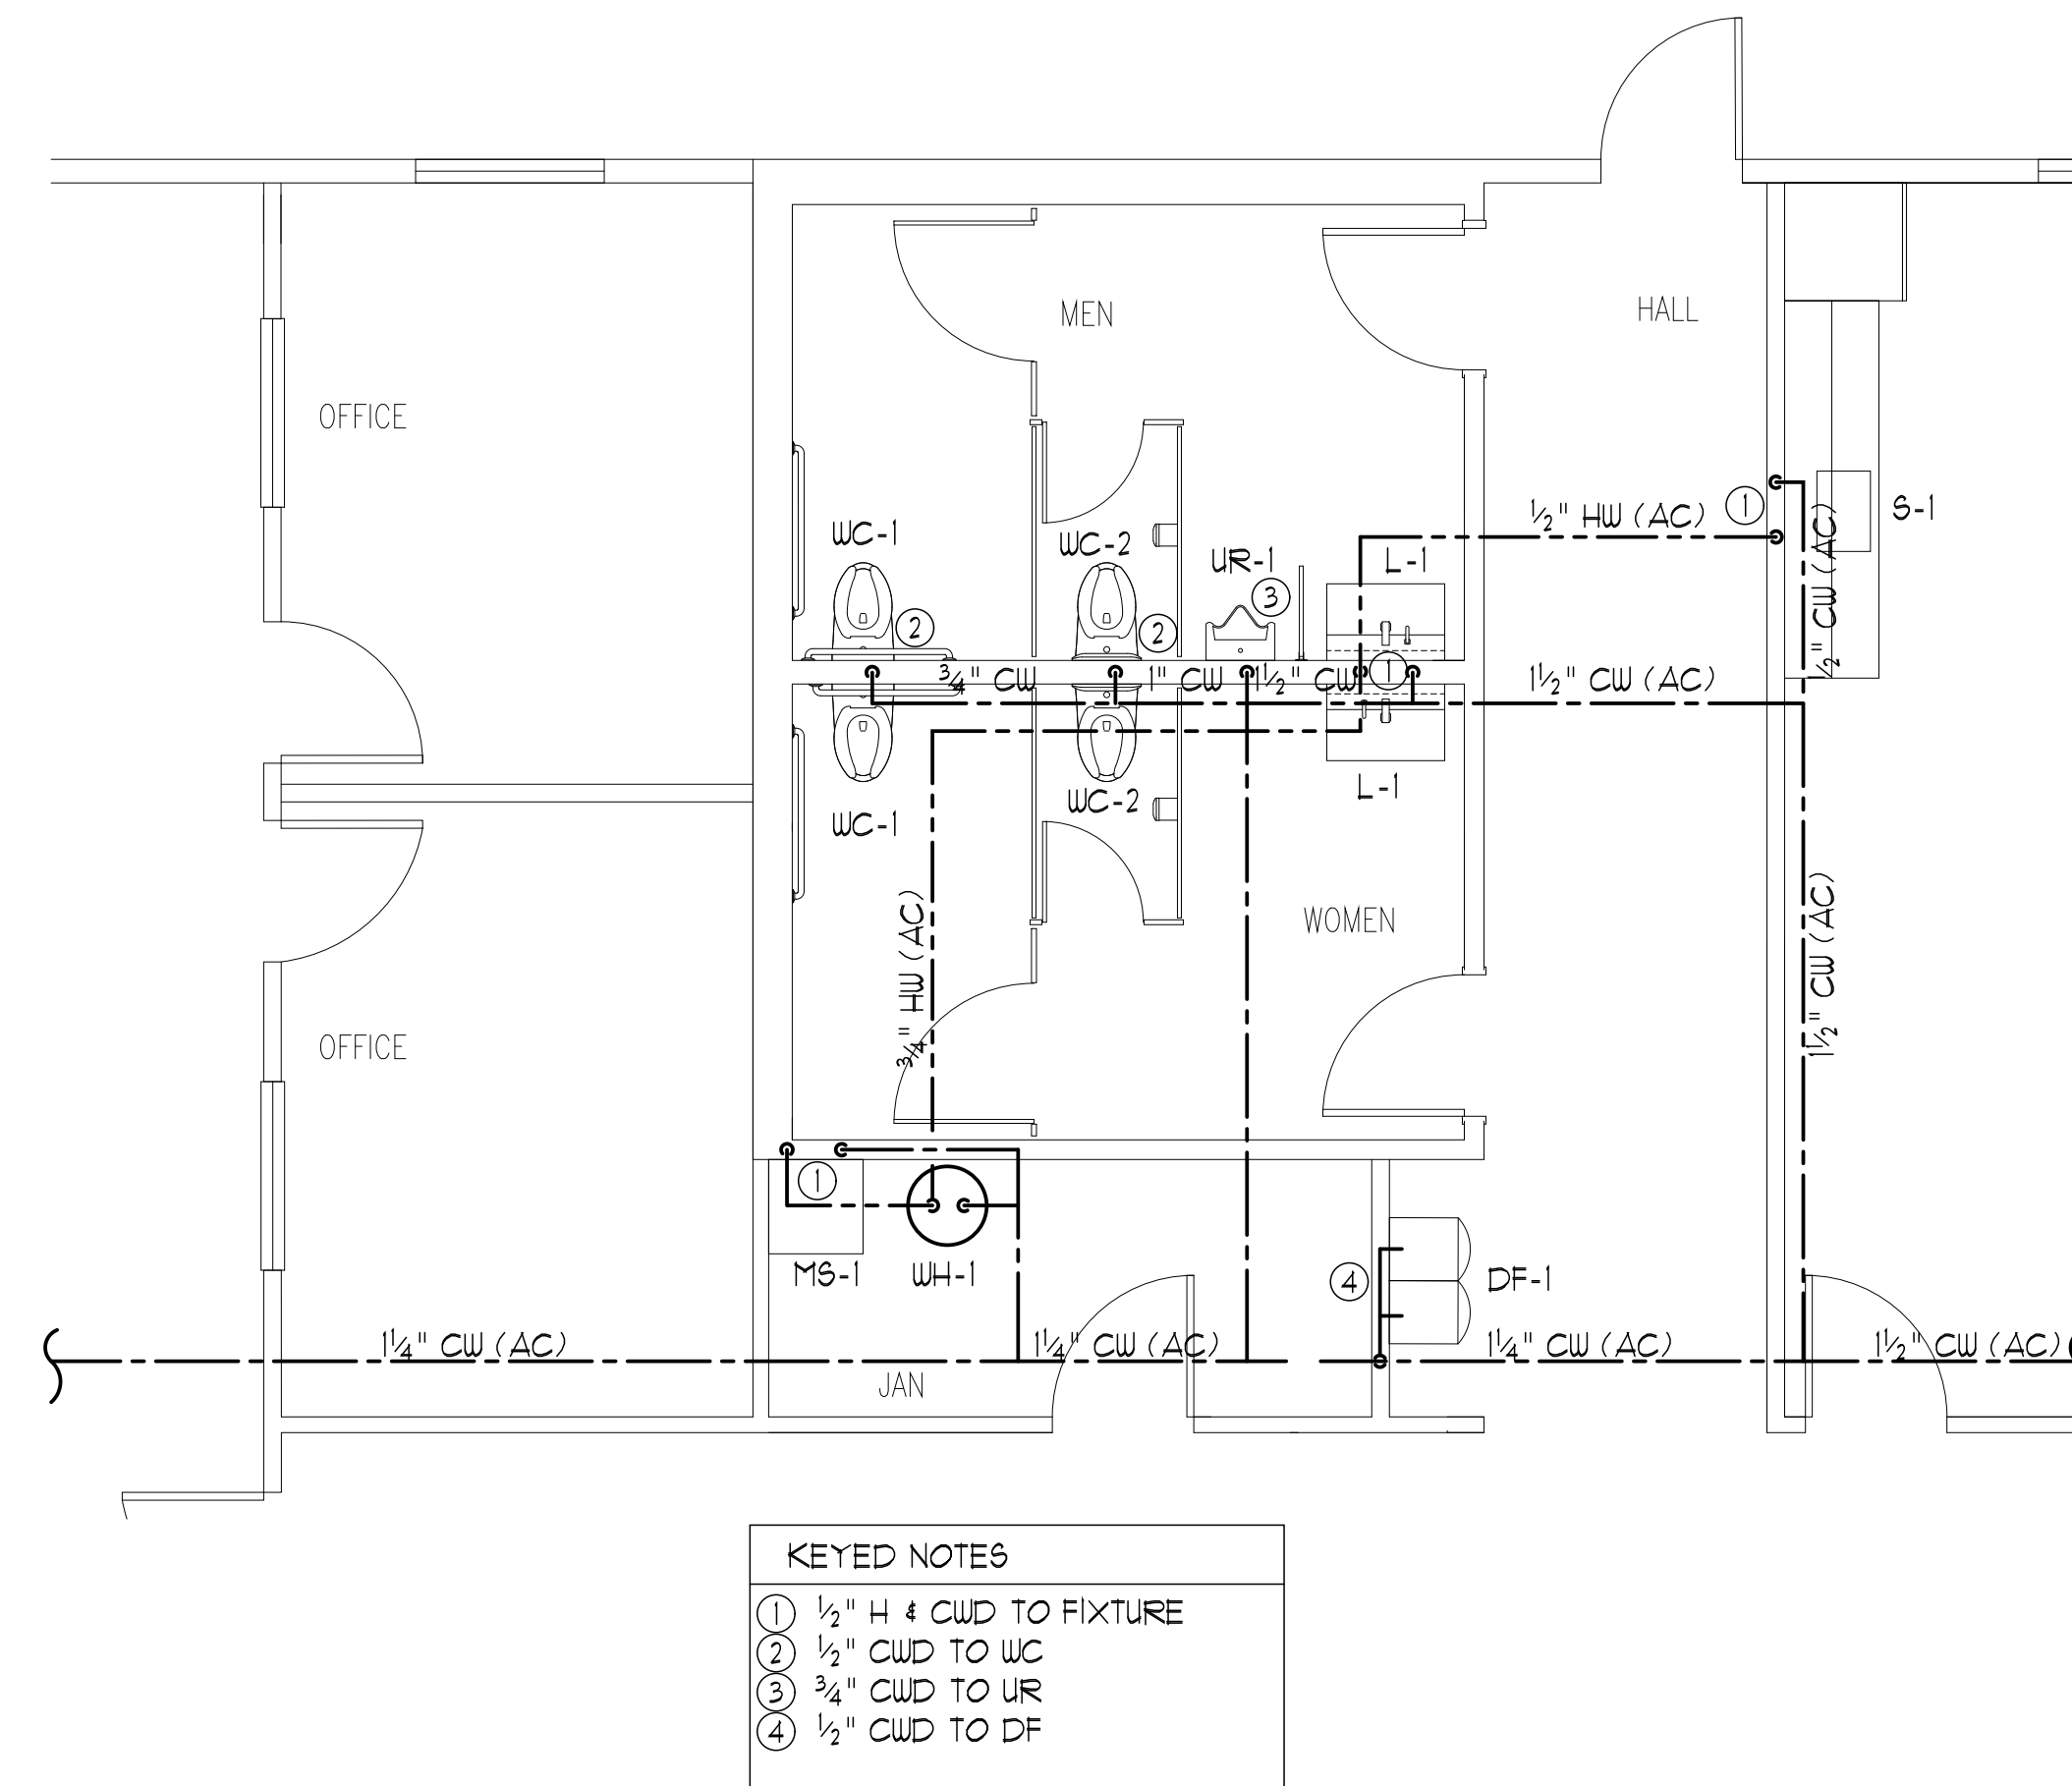 MEN
HALL
OFFICE
1/2" HW (AC)
1
S-1
WC-1
WC-2
UR-1
L-1
3
2
2
1/2" CW (AC)
3/4" CW
1" CW
1 1/2" CW
1
1 1/2" CW (AC)
L-1
WC-1
WC-2
WOMEN
3/4" HW (AC)
1 1/2" CW (AC)
OFFICE
1
MS-1
WH-1
4
DF-1
1 1/4" CW (AC)
1 1/4" CW (AC)
1 1/4" CW (AC)
1 1/2" CW (AC)
JAN
KEYED NOTES
1 1/2" H & CWD TO FIXTURE
2 1/2" CWD TO WC
3 3/4" CWD TO UR
4 1/2" CWD TO DF